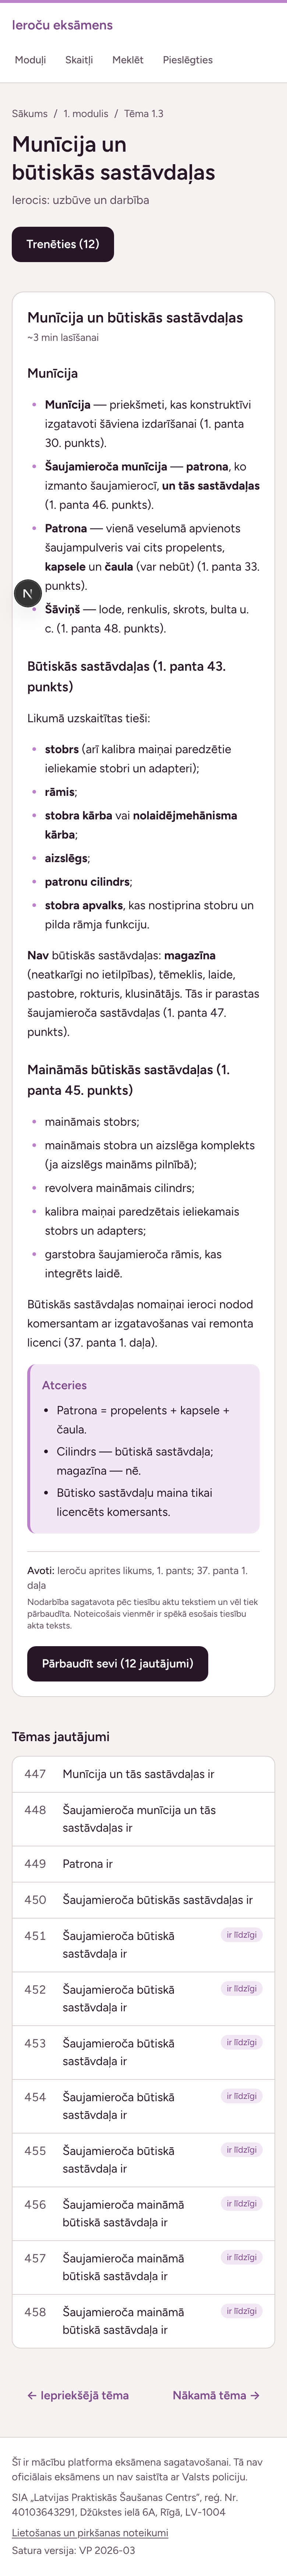 Ieroču eksāmens
Moduļi Skaitļi Meklēt Pieslēgties
Sākums / 1. modulis / Tēma 1.3
Munīcija un
būtiskās sastāvdaļas
Ierocis: uzbūve un darbība
Trenēties (12)
Munīcija un būtiskās sastāvdaļas
~3 min lasīšanai
Munīcija
Munīcija — priekšmeti, kas konstruktīvi
izgatavoti šāviena izdarīšanai (1. panta
30. punkts).
Šaujamieroča munīcija — patrona, ko
izmanto šaujamierocī, un tās sastāvdaļas
(1. panta 46. punkts).
Patrona — vienā veselumā apvienots
šaujampulveris vai cits propelents,
kapsele un čaula (var nebūt) (1. panta 33.
punkts).
N
Šāviņš — lode, renkulis, skrots, bulta u.
c. (1. panta 48. punkts).
Būtiskās sastāvdaļas (1. panta 43.
punkts)
Likumā uzskaitītas tieši:
stobrs (arī kalibra maiņai paredzētie
ieliekamie stobri un adapteri);
rāmis;
stobra kārba vai nolaidējmehānisma
kārba;
aizslēgs;
patronu cilindrs;
stobra apvalks, kas nostiprina stobru un
pilda rāmja funkciju.
Nav būtiskās sastāvdaļas: magazīna
(neatkarīgi no ietilpības), tēmeklis, laide,
pastobre, rokturis, klusinātājs. Tās ir parastas
šaujamieroča sastāvdaļas (1. panta 47.
punkts).
Maināmās būtiskās sastāvdaļas (1.
panta 45. punkts)
maināmais stobrs;
maināmais stobra un aizslēga komplekts
(ja aizslēgs maināms pilnībā);
revolvera maināmais cilindrs;
kalibra maiņai paredzētais ieliekamais
stobrs un adapters;
garstobra šaujamieroča rāmis, kas
integrēts laidē.
Būtiskās sastāvdaļas nomaiņai ieroci nodod
komersantam ar izgatavošanas vai remonta
licenci (37. panta 1. daļa).
Atceries
Patrona = propelents + kapsele +
čaula.
Cilindrs — būtiskā sastāvdaļa;
magazīna — nē.
Būtisko sastāvdaļu maina tikai
licencēts komersants.
Avoti: Ieroču aprites likums, 1. pants; 37. panta 1.
daļa
Nodarbība sagatavota pēc tiesību aktu tekstiem un vēl tiek
pārbaudīta. Noteicošais vienmēr ir spēkā esošais tiesību
akta teksts.
Pārbaudīt sevi (12 jautājumi)
Tēmas jautājumi
447 Munīcija un tās sastāvdaļas ir
448 Šaujamieroča munīcija un tās
sastāvdaļas ir
449 Patrona ir
450 Šaujamieroča būtiskās sastāvdaļas ir
451 Šaujamieroča būtiskā ir līdzīgi
sastāvdaļa ir
452 Šaujamieroča būtiskā ir līdzīgi
sastāvdaļa ir
453 Šaujamieroča būtiskā ir līdzīgi
sastāvdaļa ir
454 Šaujamieroča būtiskā ir līdzīgi
sastāvdaļa ir
455 Šaujamieroča būtiskā ir līdzīgi
sastāvdaļa ir
456 Šaujamieroča maināmā ir līdzīgi
būtiskā sastāvdaļa ir
457 Šaujamieroča maināmā ir līdzīgi
būtiskā sastāvdaļa ir
458 Šaujamieroča maināmā ir līdzīgi
būtiskā sastāvdaļa ir
← Iepriekšējā tēma Nākamā tēma →
Šī ir mācību platforma eksāmena sagatavošanai. Tā nav
oficiālais eksāmens un nav saistīta ar Valsts policiju.
SIA „Latvijas Praktiskās Šaušanas Centrs”, reģ. Nr.
40103643291, Džūkstes ielā 6A, Rīgā, LV-1004
Lietošanas un pirkšanas noteikumi
Satura versija: VP 2026-03